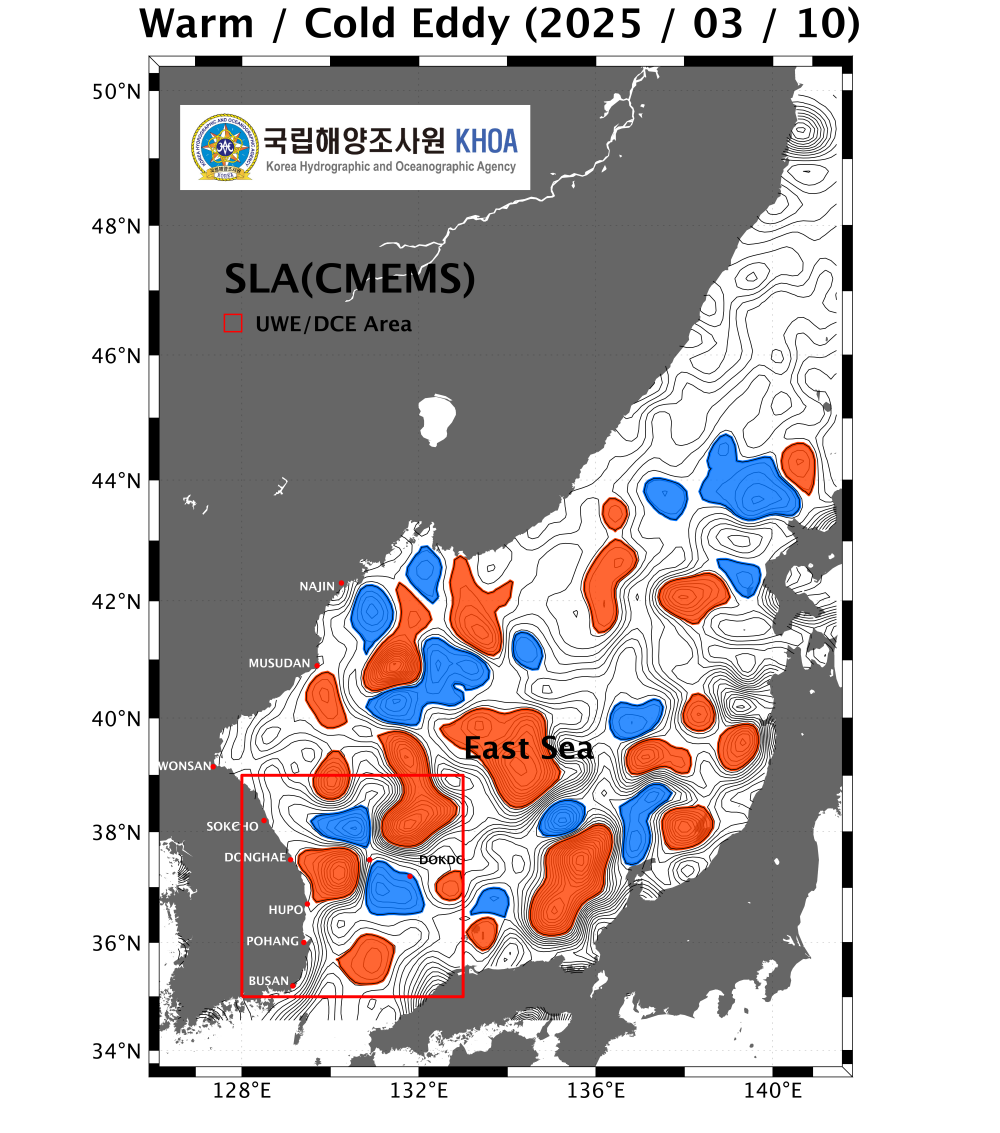 Warm / Cold Eddy (2025 / 03 / 10)
50°N
국립해양조사원 KHOA
Korea Hydrographic and Oceanographic Agency
48°N
SLA(CMEMS)
UWE/DCE Area
46°N
44°N
NAJIN
42°N
MUSUDAN
40°N
East Sea
WONSAN
SOKCHO
38°N
DONGHAE
DOKDO
HUPO
POHANG
36°N
BUSAN
34°N
128°E
132°E
136°E
140°E